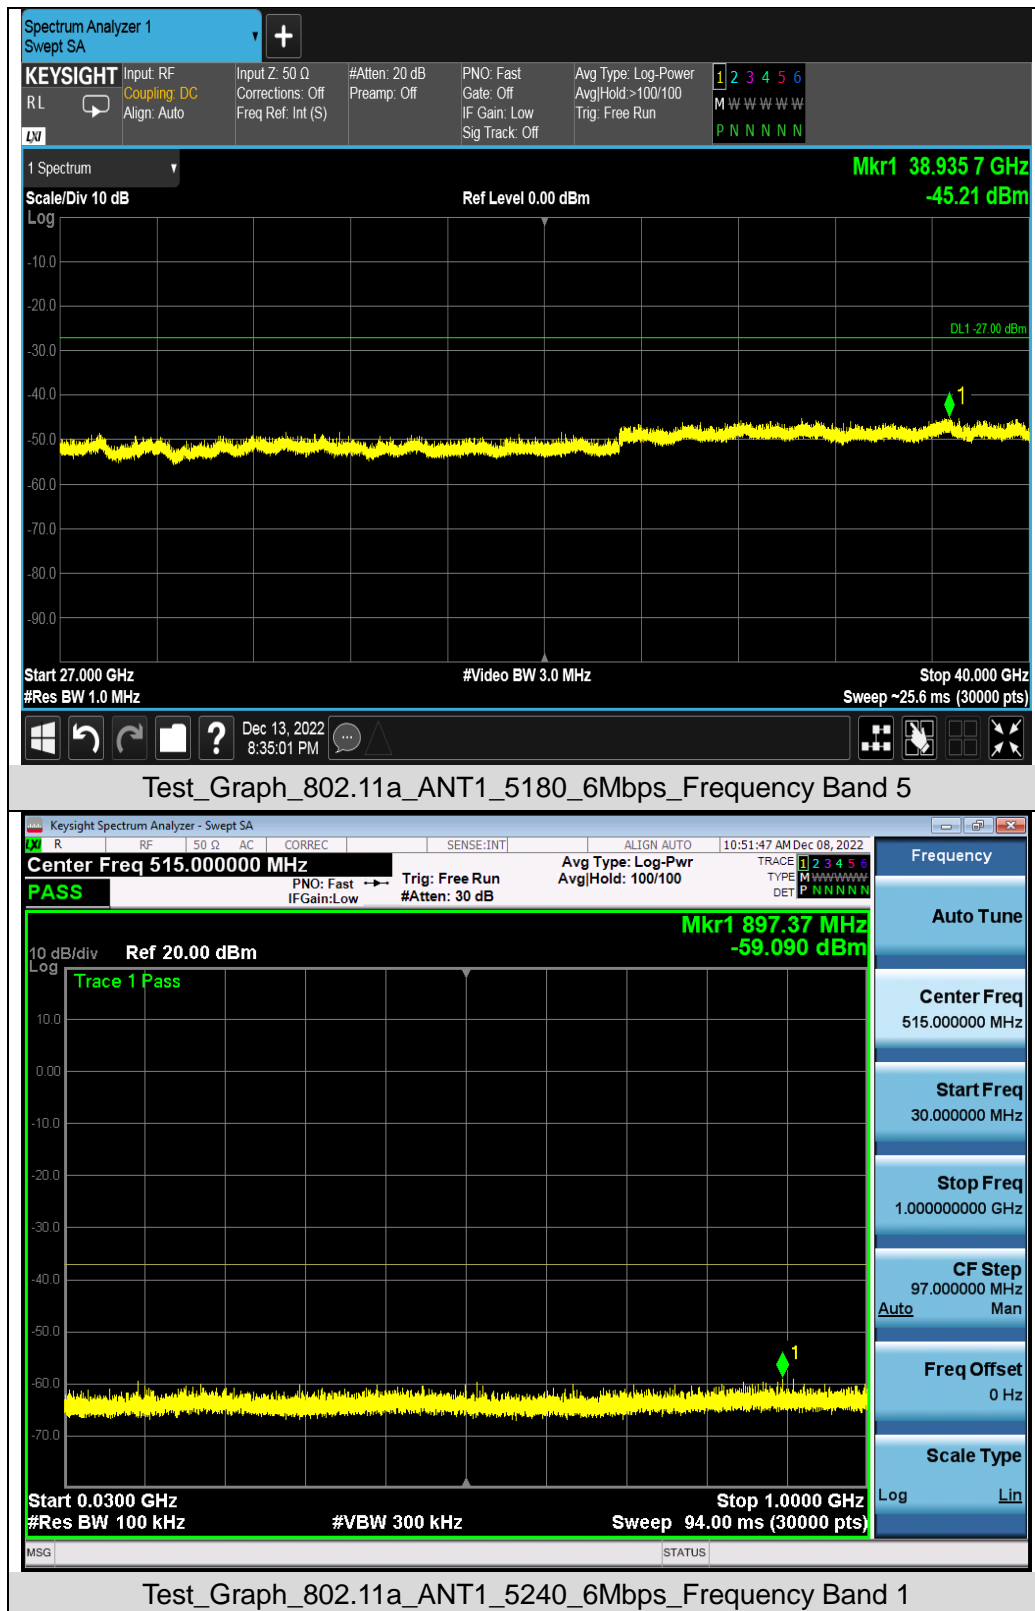 Spectrum Analyzer 1
Swept SA
KEYSIGHT
R L
LXI
Input: RF
Coupling: DC
Align: Auto
Input Z: 50 Ω
Corrections: Off
Freq Ref: Int (S)
#Atten: 20 dB
Preamp: Off
PNO: Fast
Gate: Off
IF Gain: Low
Sig Track: Off
Avg Type: Log-Power
Avg|Hold:>100/100
Trig: Free Run
1 2 3 4 5 6
M W W W W W
P N N N N N
1 Spectrum
Mkr1 38.935 7 GHz
Scale/Div 10 dB
Ref Level 0.00 dBm
-45.21 dBm
Log
-10.0
-20.0
DL1 -27.00 dBm
-30.0
-40.0
1
-50.0
-60.0
-70.0
-80.0
-90.0
Start 27.000 GHz
#Video BW 3.0 MHz
Stop 40.000 GHz
#Res BW 1.0 MHz
Sweep ~25.6 ms (30000 pts)
?
Dec 13, 2022
8:35:01 PM
Test_Graph_802.11a_ANT1_5180_6Mbps_Frequency Band 5
Keysight Spectrum Analyzer - Swept SA
LXI R RF 50 Ω AC CORREC SENSE:INT ALIGN AUTO 10:51:47 AM Dec 08, 2022
Center Freq 515.000000 MHz
PASS
PNO: Fast
IFGain:Low
Trig: Free Run
#Atten: 30 dB
Avg Type: Log-Pwr
Avg|Hold: 100/100
TRACE 1 2 3 4 5 6
TYPE M W W W W W
DET P N N N N N
Mkr1 897.37 MHz
-59.090 dBm
10 dB/div
Log
Ref 20.00 dBm
Trace 1 Pass
10.0
0.00
-10.0
-20.0
-30.0
-40.0
-50.0
1
-60.0
-70.0
Start 0.0300 GHz
Stop 1.0000 GHz
#Res BW 100 kHz
#VBW 300 kHz
Sweep 94.00 ms (30000 pts)
MSG
STATUS
Frequency
Auto Tune
Center Freq
515.000000 MHz
Start Freq
30.000000 MHz
Stop Freq
1.000000000 GHz
CF Step
97.000000 MHz
Auto Man
Freq Offset
0 Hz
Scale Type
Log Lin
Test_Graph_802.11a_ANT1_5240_6Mbps_Frequency Band 1